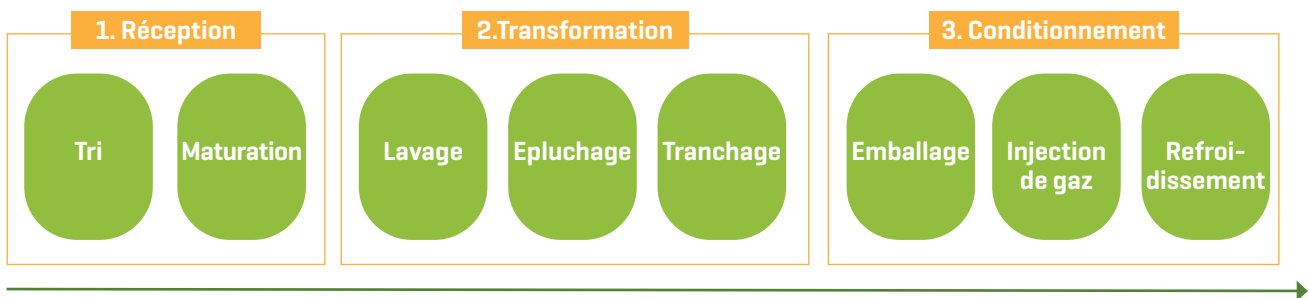 1. Réception
Tri
Maturation
2.Transformation
Lavage
Epluchage
Tranchage
3. Conditionnement
Emballage
Injection
de gaz
Refroi-
dissement